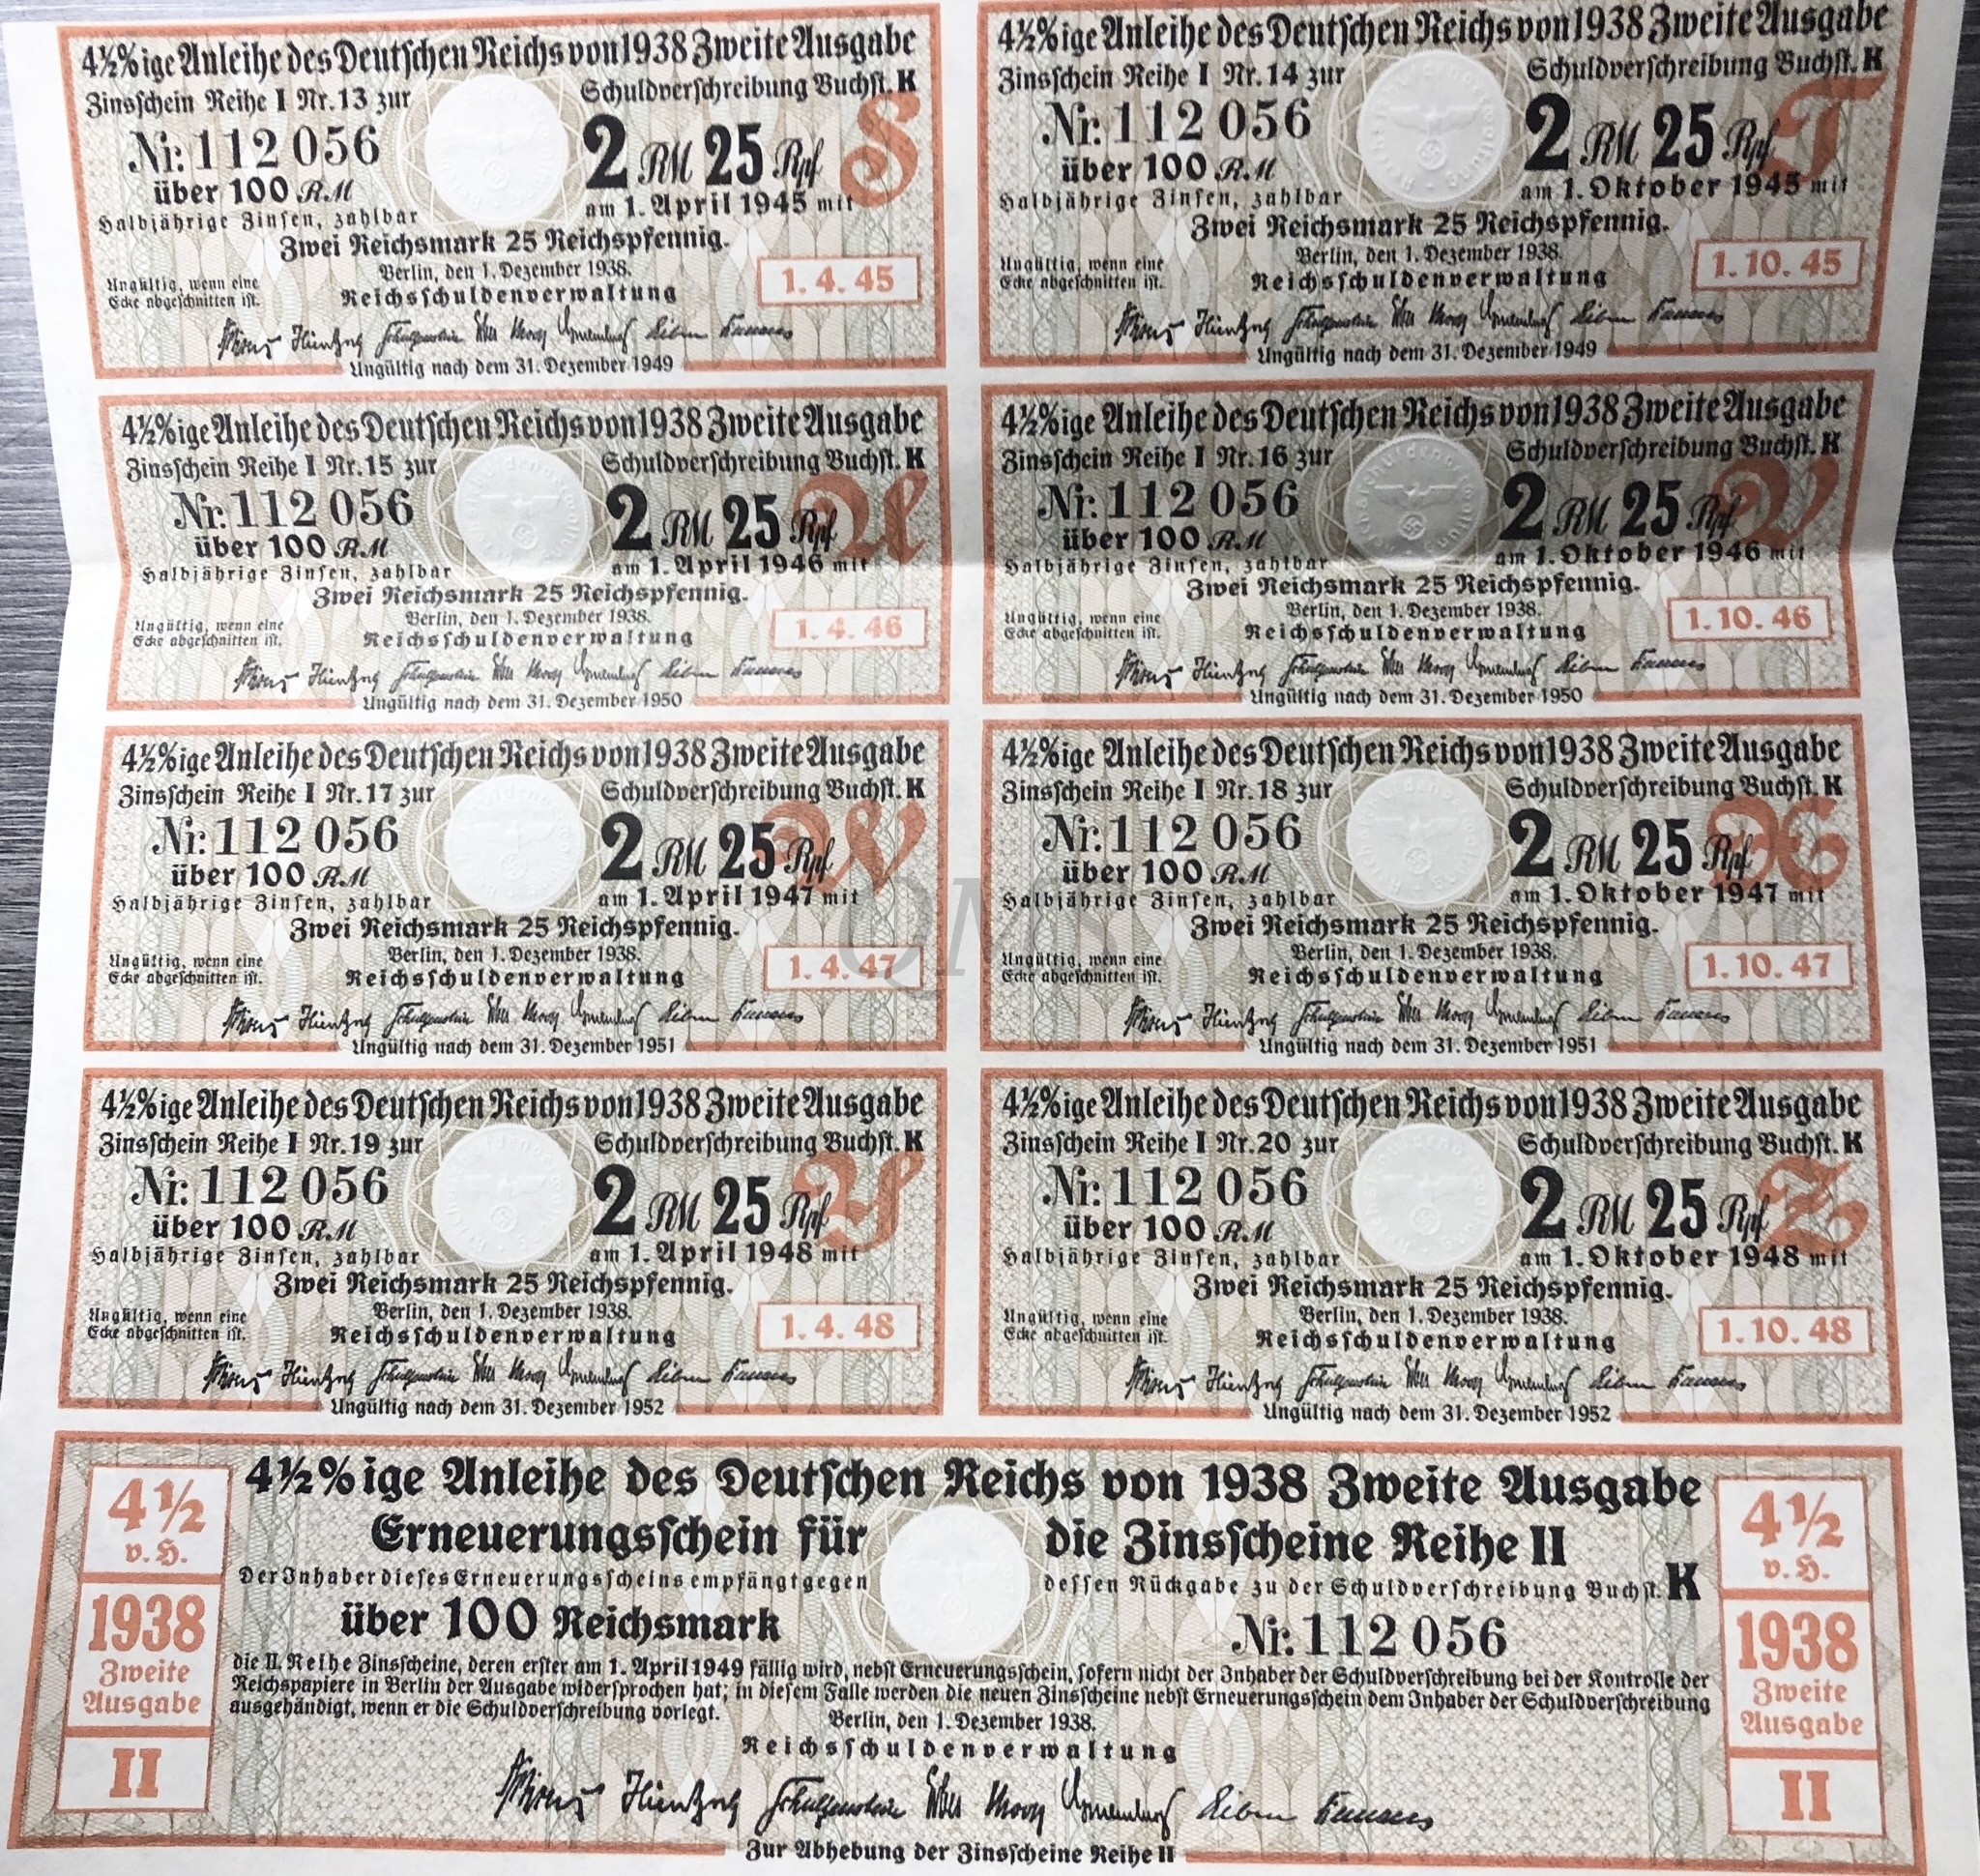 4½%ige Anleihe des Deutſchen Reichs von 1938 Zweite Ausgabe
Zinsſchein Reihe I Nr. 13 zur Schuldverſchreibung Buchſt. K
Nr. 112 056 2 RM 25 Rpf S
über 100 RM
Halbjährige Zinſen, zahlbar am 1. April 1945 mit
Zwei Reichsmark 25 Reichspfennig.
Berlin, den 1. Dezember 1938.
Ungültig, wenn eine
Ecke abgeſchnitten iſt.
Reichsſchuldenverwaltung
1. 4. 45
Ungültig nach dem 31. Dezember 1949
4½%ige Anleihe des Deutſchen Reichs von 1938 Zweite Ausgabe
Zinsſchein Reihe I Nr. 14 zur Schuldverſchreibung Buchſt. K
Nr. 112 056 2 RM 25 Rpf T
über 100 RM
Halbjährige Zinſen, zahlbar am 1. Oktober 1945 mit
Zwei Reichsmark 25 Reichspfennig.
Berlin, den 1. Dezember 1938.
Ungültig, wenn eine
Ecke abgeſchnitten iſt.
Reichsſchuldenverwaltung
1. 10. 45
Ungültig nach dem 31. Dezember 1949
4½%ige Anleihe des Deutſchen Reichs von 1938 Zweite Ausgabe
Zinsſchein Reihe I Nr. 15 zur Schuldverſchreibung Buchſt. K
Nr. 112 056 2 RM 25 Rpf U
über 100 RM
Halbjährige Zinſen, zahlbar am 1. April 1946 mit
Zwei Reichsmark 25 Reichspfennig.
Berlin, den 1. Dezember 1938.
Ungültig, wenn eine
Ecke abgeſchnitten iſt.
Reichsſchuldenverwaltung
1. 4. 46
Ungültig nach dem 31. Dezember 1950
4½%ige Anleihe des Deutſchen Reichs von 1938 Zweite Ausgabe
Zinsſchein Reihe I Nr. 16 zur Schuldverſchreibung Buchſt. K
Nr. 112 056 2 RM 25 Rpf V
über 100 RM
Halbjährige Zinſen, zahlbar am 1. Oktober 1946 mit
Zwei Reichsmark 25 Reichspfennig.
Berlin, den 1. Dezember 1938.
Ungültig, wenn eine
Ecke abgeſchnitten iſt.
Reichsſchuldenverwaltung
1. 10. 46
Ungültig nach dem 31. Dezember 1950
4½%ige Anleihe des Deutſchen Reichs von 1938 Zweite Ausgabe
Zinsſchein Reihe I Nr. 17 zur Schuldverſchreibung Buchſt. K
Nr. 112 056 2 RM 25 Rpf W
über 100 RM
Halbjährige Zinſen, zahlbar am 1. April 1947 mit
Zwei Reichsmark 25 Reichspfennig.
Berlin, den 1. Dezember 1938.
Ungültig, wenn eine
Ecke abgeſchnitten iſt.
Reichsſchuldenverwaltung
1. 4. 47
Ungültig nach dem 31. Dezember 1951
4½%ige Anleihe des Deutſchen Reichs von 1938 Zweite Ausgabe
Zinsſchein Reihe I Nr. 18 zur Schuldverſchreibung Buchſt. K
Nr. 112 056 2 RM 25 Rpf X
über 100 RM
Halbjährige Zinſen, zahlbar am 1. Oktober 1947 mit
Zwei Reichsmark 25 Reichspfennig.
Berlin, den 1. Dezember 1938.
Ungültig, wenn eine
Ecke abgeſchnitten iſt.
Reichsſchuldenverwaltung
1. 10. 47
Ungültig nach dem 31. Dezember 1951
4½%ige Anleihe des Deutſchen Reichs von 1938 Zweite Ausgabe
Zinsſchein Reihe I Nr. 19 zur Schuldverſchreibung Buchſt. K
Nr. 112 056 2 RM 25 Rpf Y
über 100 RM
Halbjährige Zinſen, zahlbar am 1. April 1948 mit
Zwei Reichsmark 25 Reichspfennig.
Berlin, den 1. Dezember 1938.
Ungültig, wenn eine
Ecke abgeſchnitten iſt.
Reichsſchuldenverwaltung
1. 4. 48
Ungültig nach dem 31. Dezember 1952
4½%ige Anleihe des Deutſchen Reichs von 1938 Zweite Ausgabe
Zinsſchein Reihe I Nr. 20 zur Schuldverſchreibung Buchſt. K
Nr. 112 056 2 RM 25 Rpf Z
über 100 RM
Halbjährige Zinſen, zahlbar am 1. Oktober 1948 mit
Zwei Reichsmark 25 Reichspfennig.
Berlin, den 1. Dezember 1938.
Ungültig, wenn eine
Ecke abgeſchnitten iſt.
Reichsſchuldenverwaltung
1. 10. 48
Ungültig nach dem 31. Dezember 1952
4½
v. H.
1938
Zweite
Ausgabe
II
4½%ige Anleihe des Deutſchen Reichs von 1938 Zweite Ausgabe
Erneuerungsſchein für die Zinsſcheine Reihe II
Der Inhaber dieſes Erneuerungsſcheins empfängt gegen deſſen Rückgabe zu der Schuldverſchreibung Buchſt. K
über 100 Reichsmark Nr. 112 056
die II. Reihe Zinsſcheine, deren erſter am 1. April 1949 fällig wird, nebſt Erneuerungsſchein, ſofern nicht der Inhaber der Schuldverſchreibung bei der Kontrolle der
Reichspapiere in Berlin der Ausgabe widerſprochen hat; in dieſem Falle werden die neuen Zinsſcheine nebſt Erneuerungsſchein dem Inhaber der Schuldverſchreibung
ausgehändigt, wenn er die Schuldverſchreibung vorlegt.
Berlin, den 1. Dezember 1938.
Reichsſchuldenverwaltung
Zur Abhebung der Zinsſcheine Reihe II
4½
v. H.
1938
Zweite
Ausgabe
II